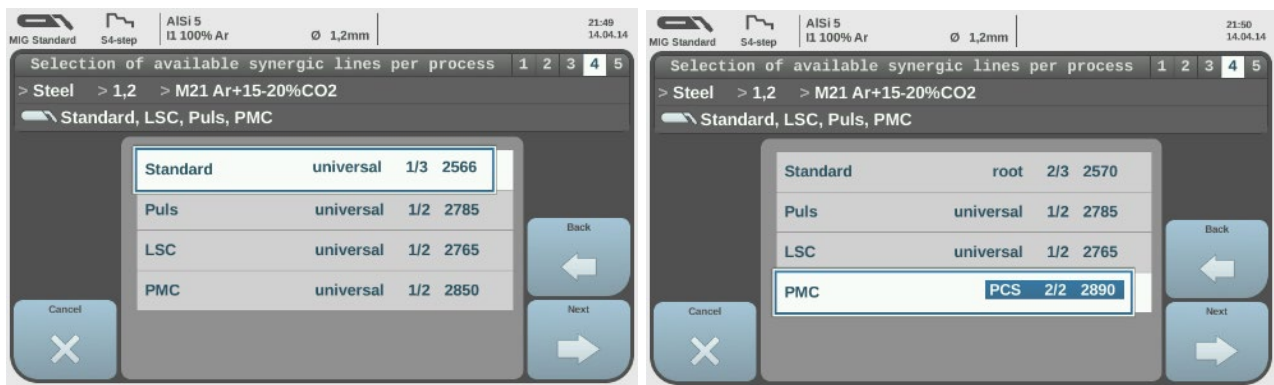 MIG Standard
S4-step
AlSi 5
I1 100% Ar
Ø 1,2mm
21:49
14.04.14
Selection of available synergic lines per process 1 2 3 4 5
> Steel > 1,2 > M21 Ar+15-20%CO2
Standard, LSC, Puls, PMC
Standard universal 1/3 2566
Puls universal 1/2 2785
LSC universal 1/2 2765
PMC universal 1/2 2850
Back
Cancel
Next
MIG Standard
S4-step
AlSi 5
I1 100% Ar
Ø 1,2mm
21:50
14.04.14
Selection of available synergic lines per process 1 2 3 4 5
> Steel > 1,2 > M21 Ar+15-20%CO2
Standard, LSC, Puls, PMC
Standard root 2/3 2570
Puls universal 1/2 2785
LSC universal 1/2 2765
PMC PCS 2/2 2890
Back
Cancel
Next